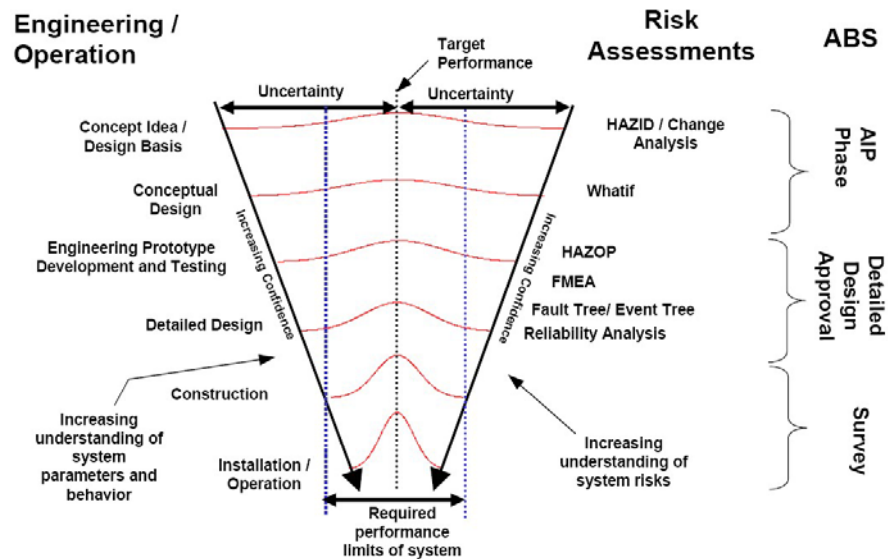 Engineering /
Operation
Target
Performance
Risk
Assessments
ABS
Uncertainty
Uncertainty
Concept Idea /
Design Basis
HAZID / Change
Analysis
AIP
Phase
Conceptual
Design
Whatif
Increasing Confidence
Increasing Confidence
Engineering Prototype
Development and Testing
HAZOP
FMEA
Detailed
Design
Approval
Fault Tree/ Event Tree
Detailed Design
Reliability Analysis
Construction
Survey
Increasing
understanding of
system
parameters and
behavior
Increasing
understanding of
system risks
Installation /
Operation
Required
performance
limits of system